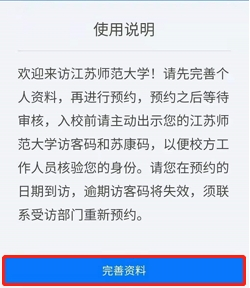 使用说明
欢迎来访江苏师范大学！请先完善个
人资料，再进行预约，预约之后等待
审核，入校前请主动出示您的江苏师
范大学访客码和苏康码，以便校方工
作人员核验您的身份。请您在预约的
日期到访，逾期访客码将失效，须联
系受访部门重新预约。
完善资料